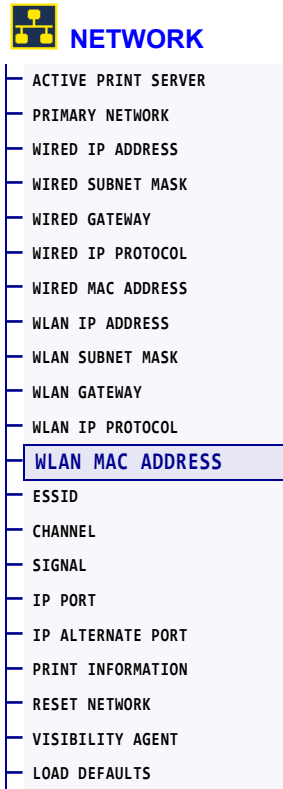 NETWORK
ACTIVE PRINT SERVER
PRIMARY NETWORK
WIRED IP ADDRESS
WIRED SUBNET MASK
WIRED GATEWAY
WIRED IP PROTOCOL
WIRED MAC ADDRESS
WLAN IP ADDRESS
WLAN SUBNET MASK
WLAN GATEWAY
WLAN IP PROTOCOL
WLAN MAC ADDRESS
ESSID
CHANNEL
SIGNAL
IP PORT
IP ALTERNATE PORT
PRINT INFORMATION
RESET NETWORK
VISIBILITY AGENT
LOAD DEFAULTS